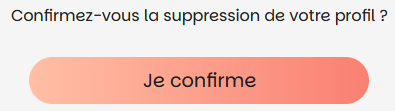 Confirmez-vous la suppression de votre profil ?
Je confirme